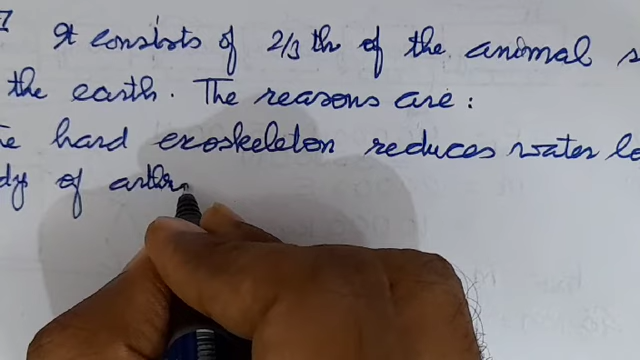 It consists of 2/3 th of the animal s
the earth. The reasons are:
hard exoskeleton reduces water lo
dy of arthr